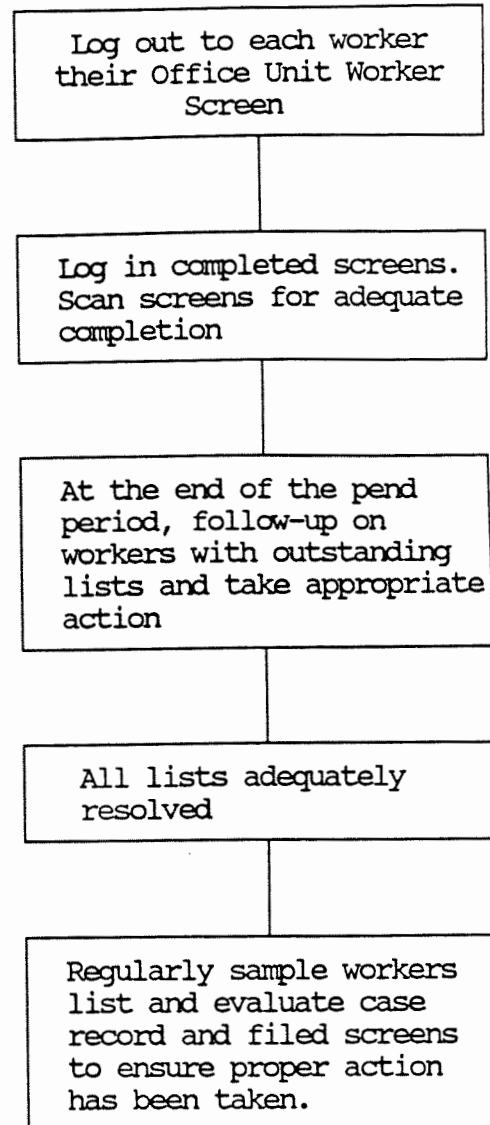 Log out to each worker
their Office Unit Worker
Screen
Log in completed screens.
Scan screens for adequate
completion
At the end of the pend
period, follow-up on
workers with outstanding
lists and take appropriate
action
All lists adequately
resolved
Regularly sample workers
list and evaluate case
record and filed screens
to ensure proper action
has been taken.